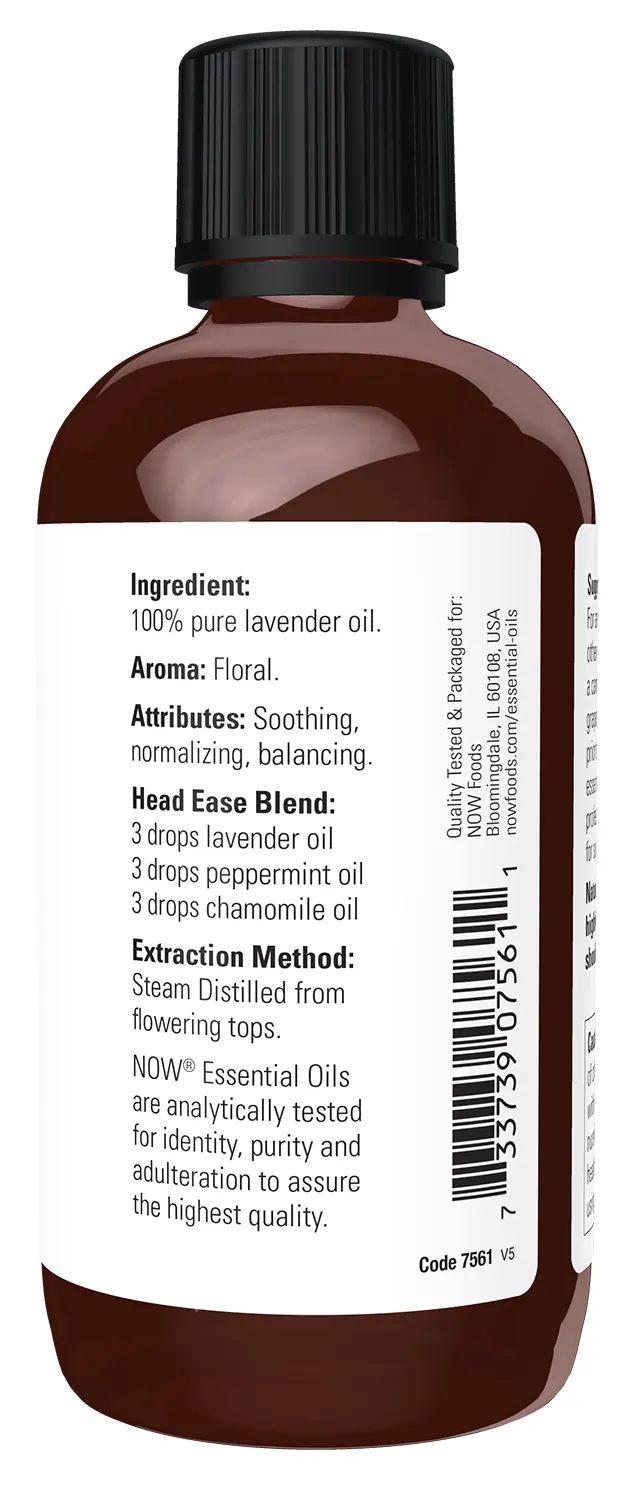 Ingredient:
100% pure lavender oil.
Aroma: Floral.
Attributes: Soothing,
normalizing, balancing.
Head Ease Blend:
3 drops lavender oil
3 drops peppermint oil
3 drops chamomile oil
Extraction Method:
Steam Distilled from
flowering tops.
NOW® Essential Oils
are analytically tested
for identity, purity and
adulteration to assure
the highest quality.
Quality Tested & Packaged for:
NOW Foods
Bloomingdale, IL 60108, USA
nowfoods.com/essential-oils
7 33739 07561 1
Code 7561 V5